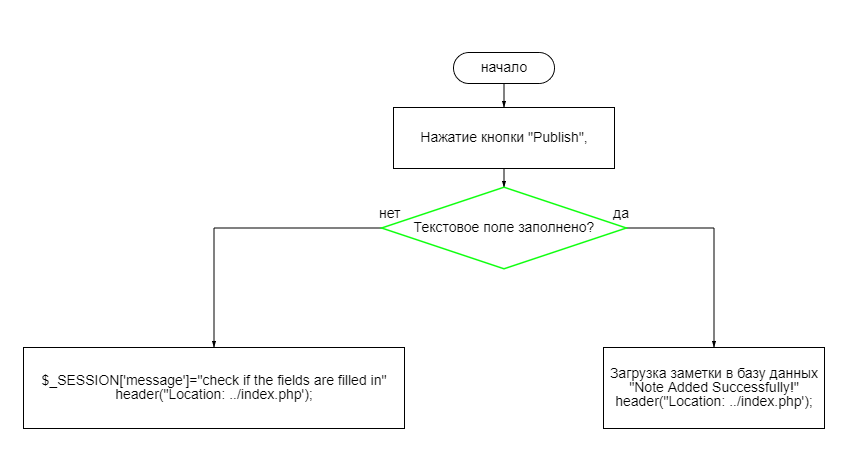 начало
Нажатие кнопки "Publish",
нет
да
Текстовое поле заполнено?
$_SESSION['message']="check if the fields are filled in"
header("Location: ../index.php');
Загрузка заметки в базу данных
"Note Added Successfully!"
header("Location: ../index.php');